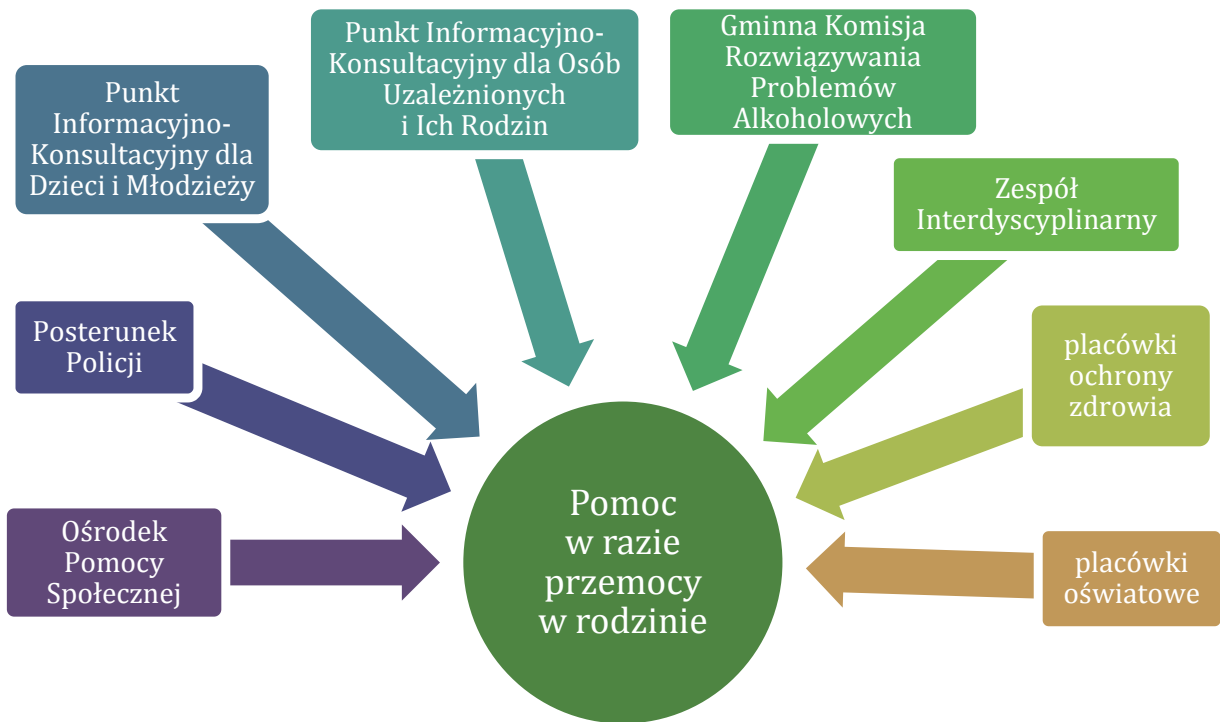 Punkt Informacyjno-
Konsultacyjny dla Osób
Uzależnionych
i Ich Rodzin
Gminna Komisja
Rozwiązywania
Problemów
Alkoholowych
Punkt
Informacyjno-
Konsultacyjny dla
Dzieci i Młodzieży
Zespół
Interdyscyplinarny
Posterunek
Policji
placówki
ochrony
zdrowia
Ośrodek
Pomocy
Społecznej
Pomoc
w razie
przemocy
w rodzinie
placówki
oświatowe